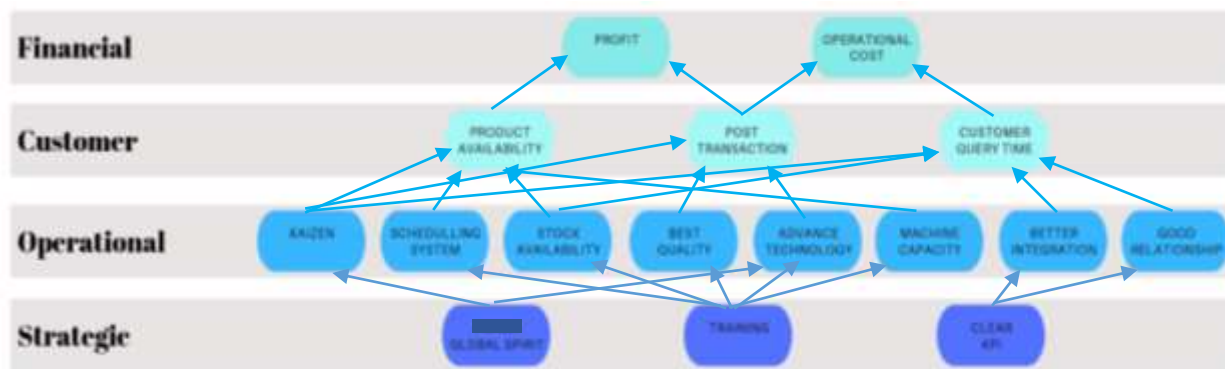 Financial
PROFIT
OPERATIONAL
COST
Customer
PRODUCT
AVAILABILITY
POST
TRANSACTION
CUSTOMER
QUERY TIME
Operational
KAIZEN
SCHEDULLING
SYSTEM
STOCK
AVAILABILITY
BEST
QUALITY
ADVANCE
TECHNOLOGY
MACHINE
CAPACITY
BETTER
INTEGRATION
GOOD
RELATIONSHIP
Strategic
GLOBAL SPIRIT
TRAINING
CLEAR
KPI